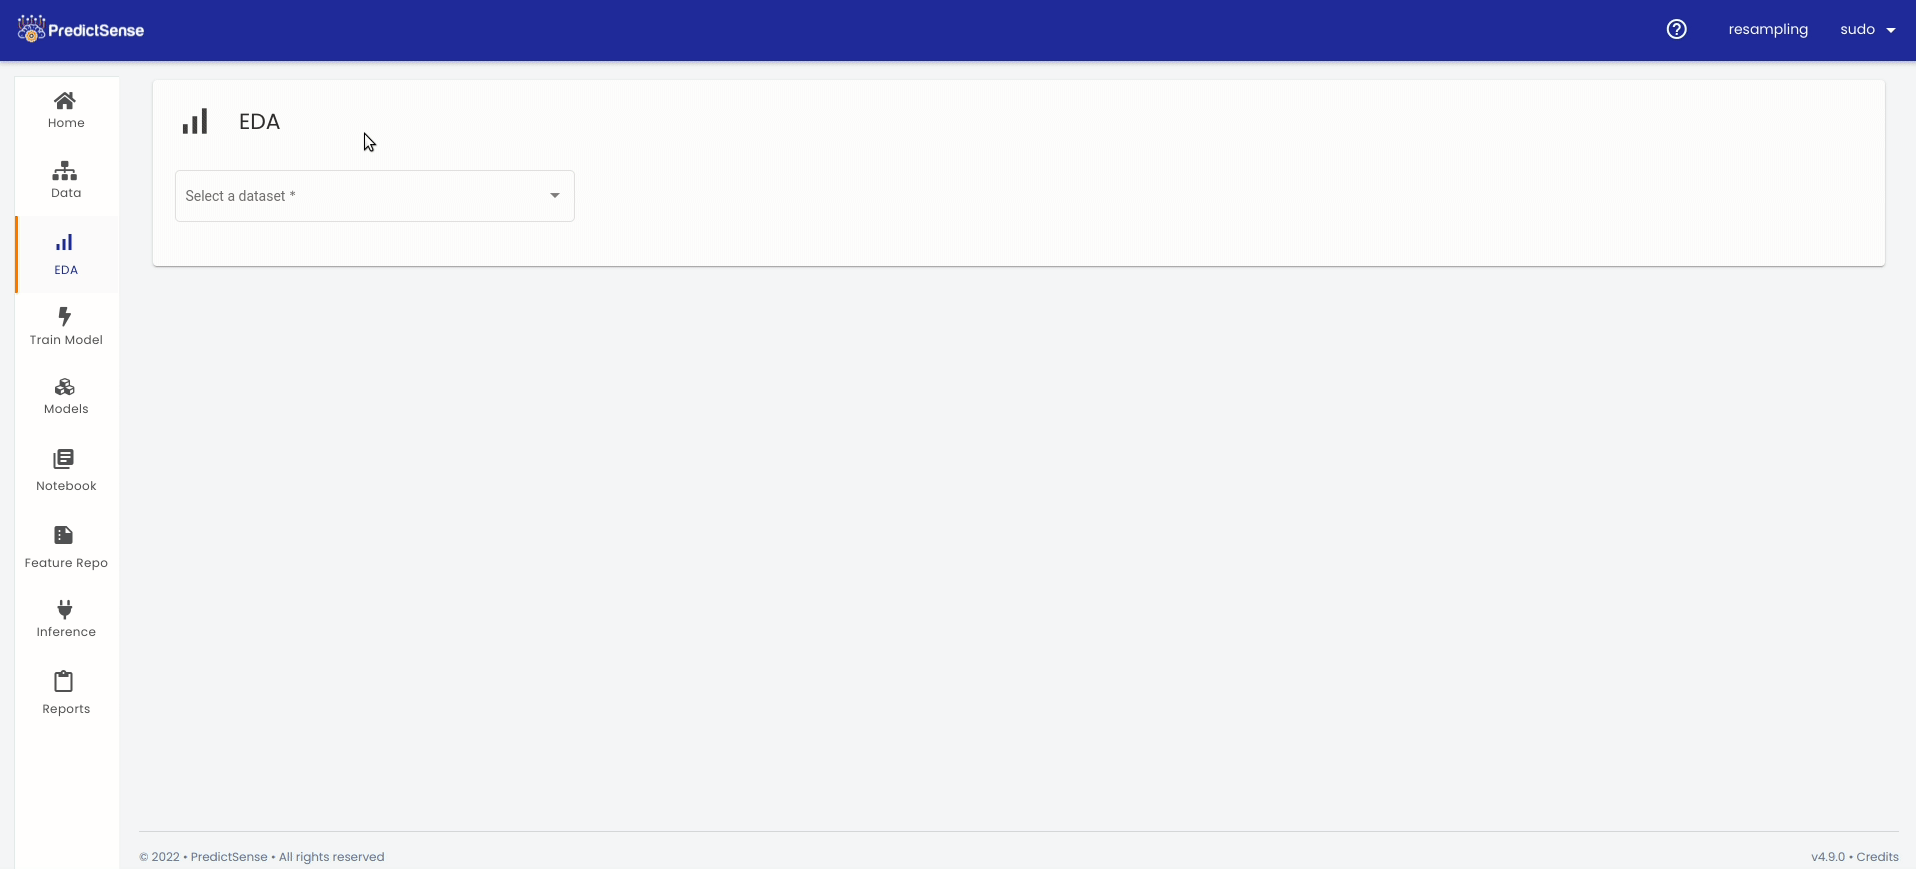 PredictSense
resampling
sudo
Home
Data
EDA
Train Model
Models
Notebook
Feature Repo
Inference
Reports
EDA
Select a dataset *
© 2022 • PredictSense • All rights reserved
v4.9.0 • Credits